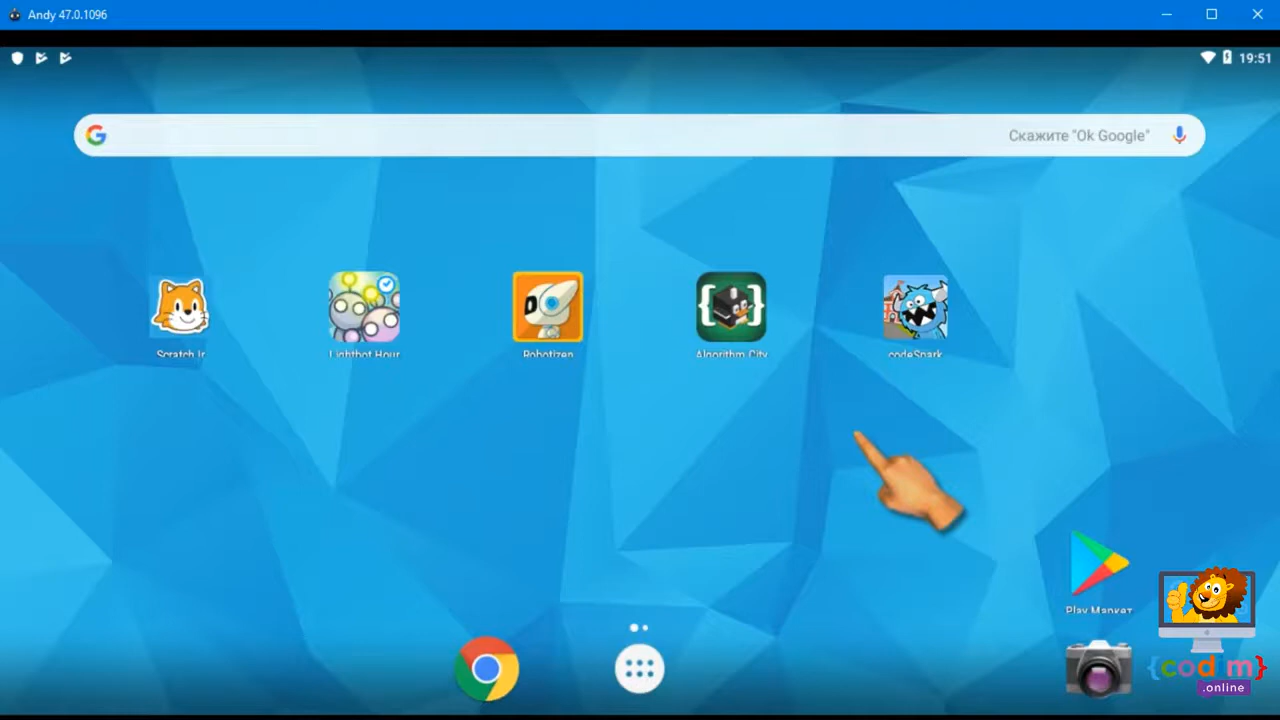 Andy 47.0.1096
19:51
Скажите "Ok Google"
Scratch Jr
Lightbot Hour
Robotizen
Algorithm City
codeSpark
Play Маркет
{codim}
.online